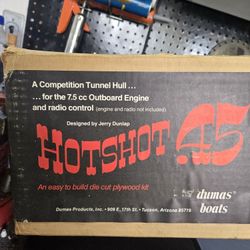 A Competition Tunnel Hull ...
... for the 7.5 cc Outboard Engine
and radio control (engine and radio not included)
Designed by Jerry Dunlap
HOTSHOT .45
An easy to build die cut plywood kit
dumas
boats
Dumas Products, Inc. • 909 E. 17th St. • Tucson, Arizona 85719